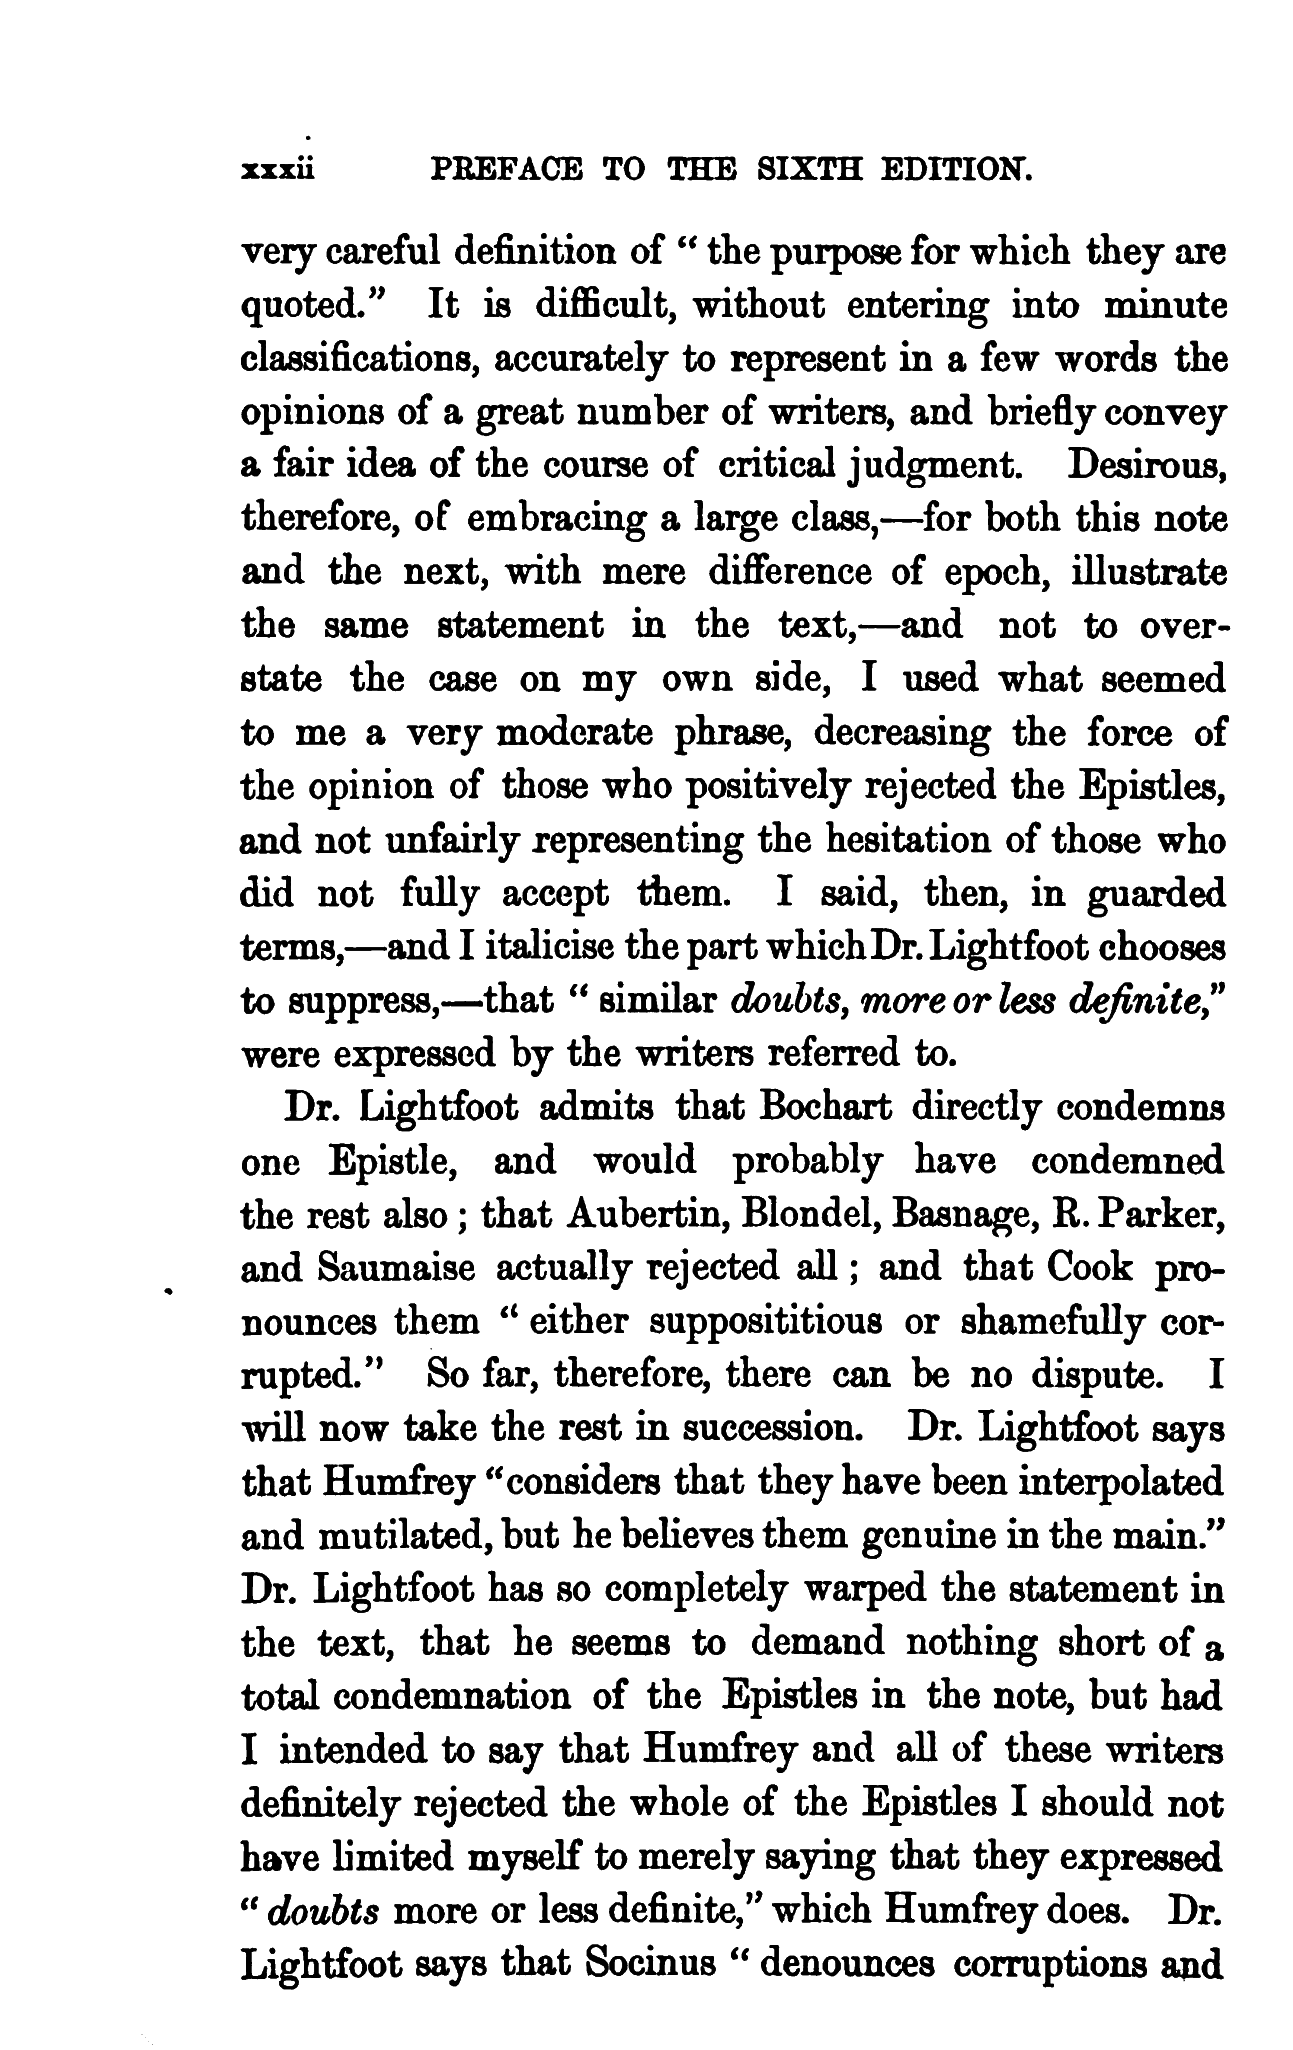 xxxii PREFACE TO THE SIXTH EDITION.
very careful definition of “ the purpose for which they are
quoted.” It is difficult, without entering into minute
classifications, accurately to represent in a few words the
opinions of a great number of writers, and briefly convey
a fair idea of the course of critical judgment. Desirous,
therefore, of embracing a large class,—for both this note
and the next, with mere difference of epoch, illustrate
the same statement in the text,—and not to over-
state the case on my own side, I used what seemed
to me a very moderate phrase, decreasing the force of
the opinion of those who positively rejected the Epistles,
and not unfairly representing the hesitation of those who
did not fully accept them. I said, then, in guarded
terms,—and I italicise the part which Dr. Lightfoot chooses
to suppress,—that “ similar doubts, more or less definite,”
were expressed by the writers referred to.
Dr. Lightfoot admits that Bochart directly condemns
one Epistle, and would probably have condemned
the rest also ; that Aubertin, Blondel, Basnage, R. Parker,
and Saumaise actually rejected all ; and that Cook pro-
nounces them “ either supposititious or shamefully cor-
rupted.” So far, therefore, there can be no dispute. I
will now take the rest in succession. Dr. Lightfoot says
that Humfrey “considers that they have been interpolated
and mutilated, but he believes them genuine in the main.”
Dr. Lightfoot has so completely warped the statement in
the text, that he seems to demand nothing short of a
total condemnation of the Epistles in the note, but had
I intended to say that Humfrey and all of these writers
definitely rejected the whole of the Epistles I should not
have limited myself to merely saying that they expressed
“ doubts more or less definite,” which Humfrey does. Dr.
Lightfoot says that Socinus “ denounces corruptions and